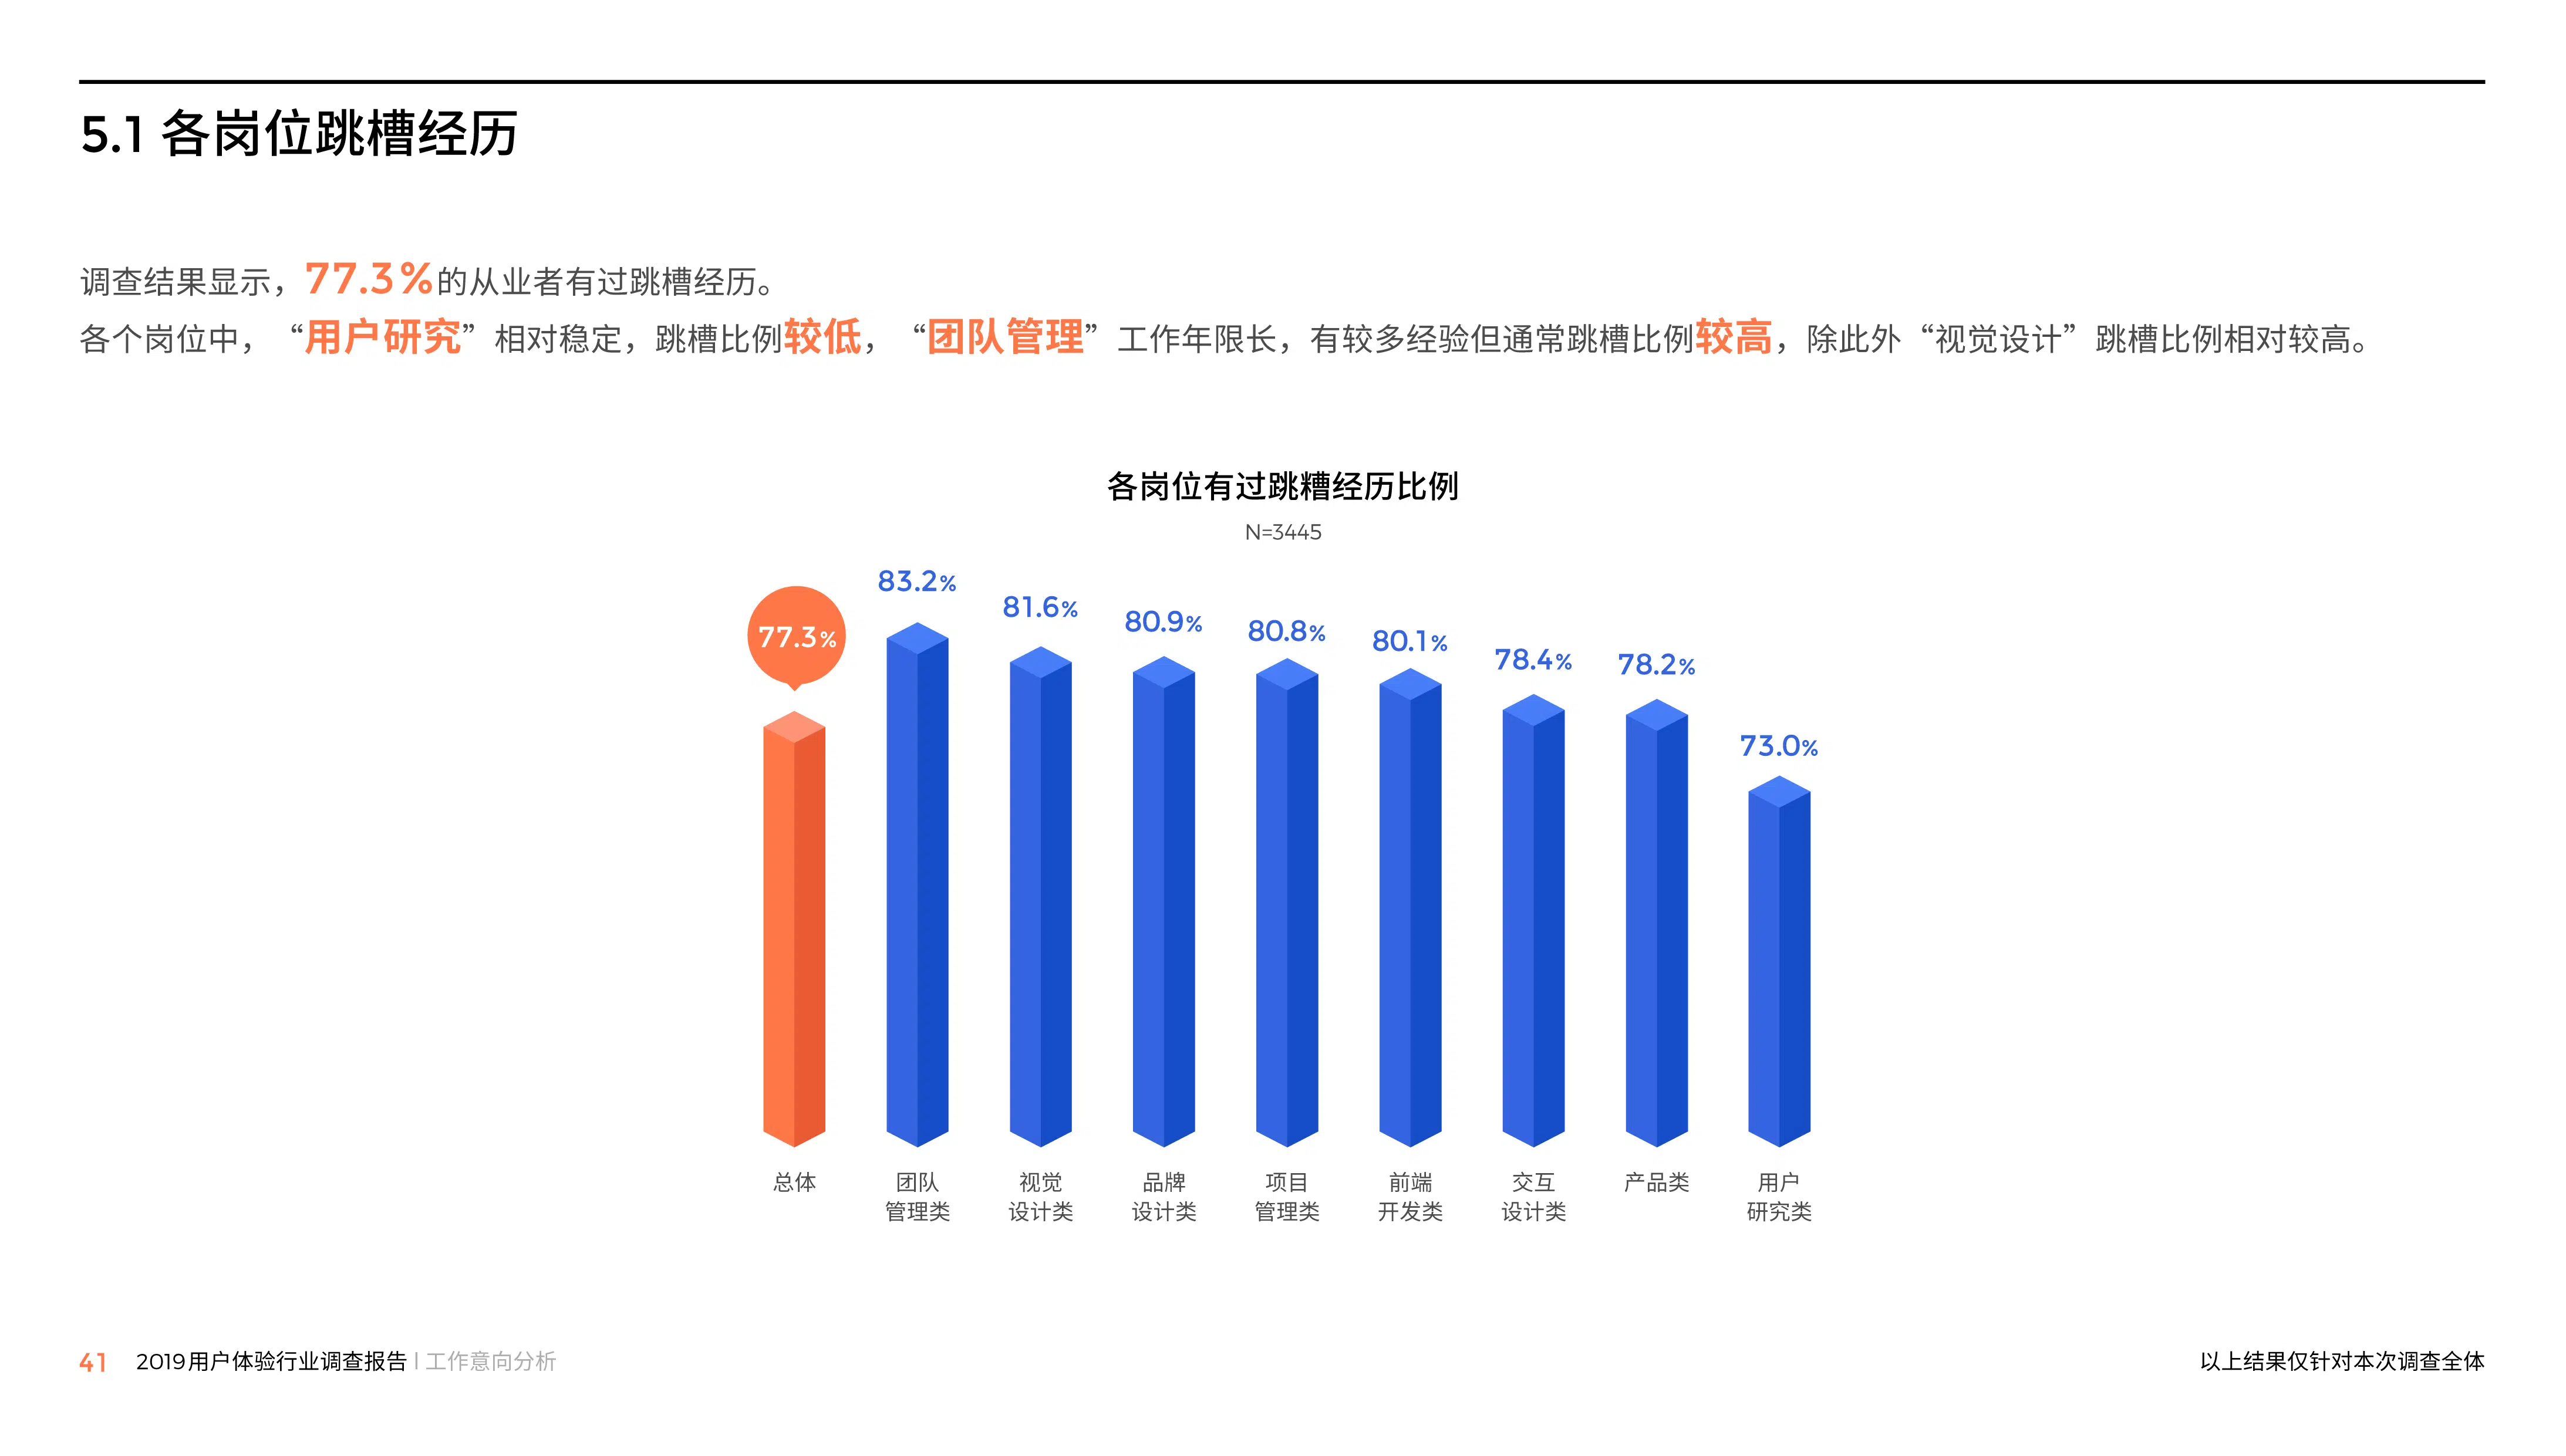 5.1 各岗位跳槽经历
调查结果显示，77.3%的从业者有过跳槽经历。
各个岗位中，“用户研究”相对稳定，跳槽比例较低，“团队管理”工作年限长，有较多经验但通常跳槽比例较高，除此外“视觉设计”跳槽比例相对较高。
各岗位有过跳糟经历比例
N=3445
77.3%
83.2%
81.6%
80.9%
80.8%
80.1%
78.4%
78.2%
73.0%
总体
团队
管理类
视觉
设计类
品牌
设计类
项目
管理类
前端
开发类
交互
设计类
产品类
用户
研究类
41 2019用户体验行业调查报告 | 工作意向分析
以上结果仅针对本次调查全体